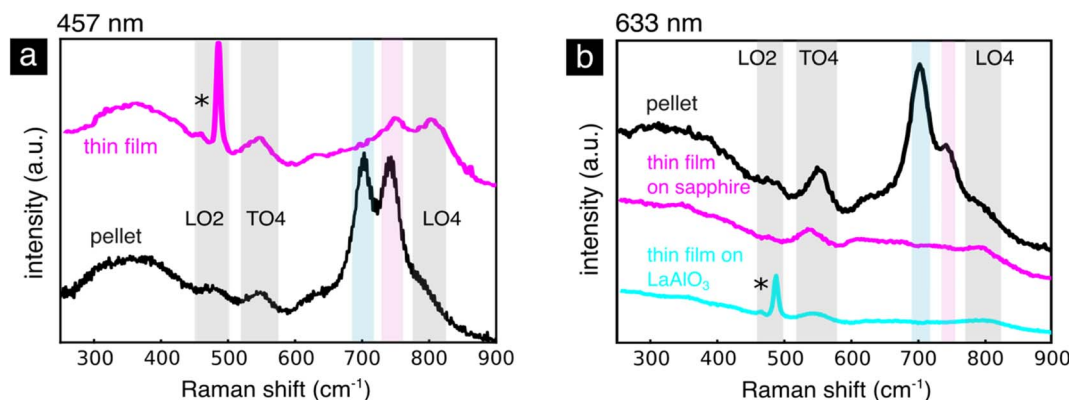 457 nm
a
intensity (a.u.)
*
thin film
LO2
TO4
LO4
pellet
300 400 500 600 700 800 900
Raman shift (cm⁻¹)
633 nm
b
intensity (a.u.)
LO2
TO4
LO4
pellet
thin film
on sapphire
thin film on
LaAlO₃
*
300 400 500 600 700 800 900
Raman shift (cm⁻¹)